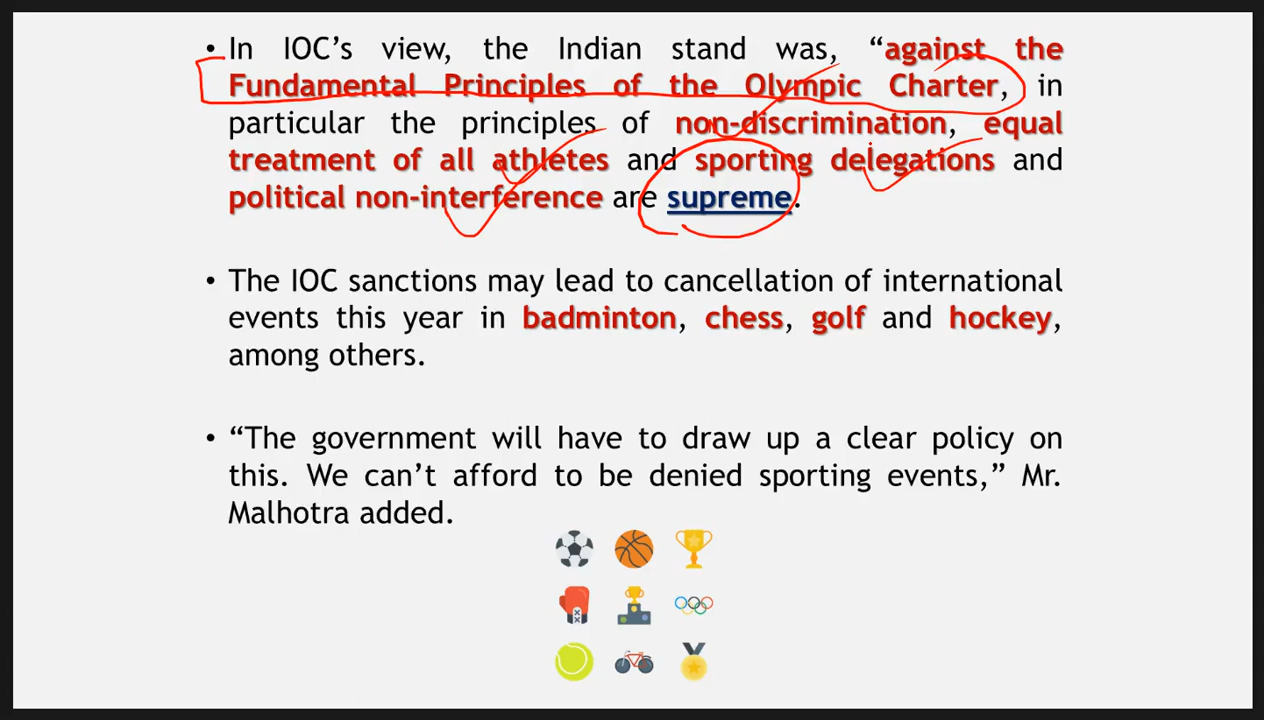 • In IOC’s view, the Indian stand was, “against the
Fundamental Principles of the Olympic Charter, in
particular the principles of non-discrimination, equal
treatment of all athletes and sporting delegations and
political non-interference are supreme.
• The IOC sanctions may lead to cancellation of international
events this year in badminton, chess, golf and hockey,
among others.
• “The government will have to draw up a clear policy on
this. We can’t afford to be denied sporting events,” Mr.
Malhotra added.